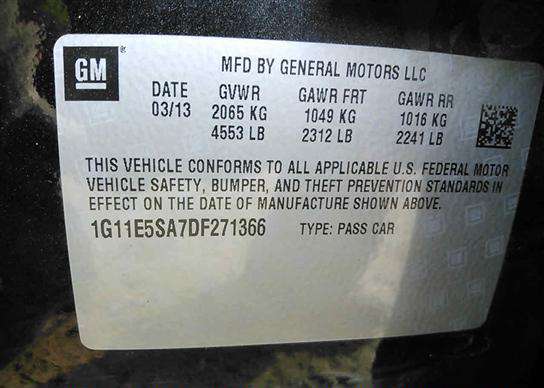 GM ®
MFD BY GENERAL MOTORS LLC
DATE GVWR GAWR FRT GAWR RR
03/13 2065 KG 1049 KG 1016 KG
4553 LB 2312 LB 2241 LB
THIS VEHICLE CONFORMS TO ALL APPLICABLE U.S. FEDERAL MOTOR
VEHICLE SAFETY, BUMPER, AND THEFT PREVENTION STANDARDS IN
EFFECT ON THE DATE OF MANUFACTURE SHOWN ABOVE.
1G11E5SA7DF271366 TYPE: PASS CAR